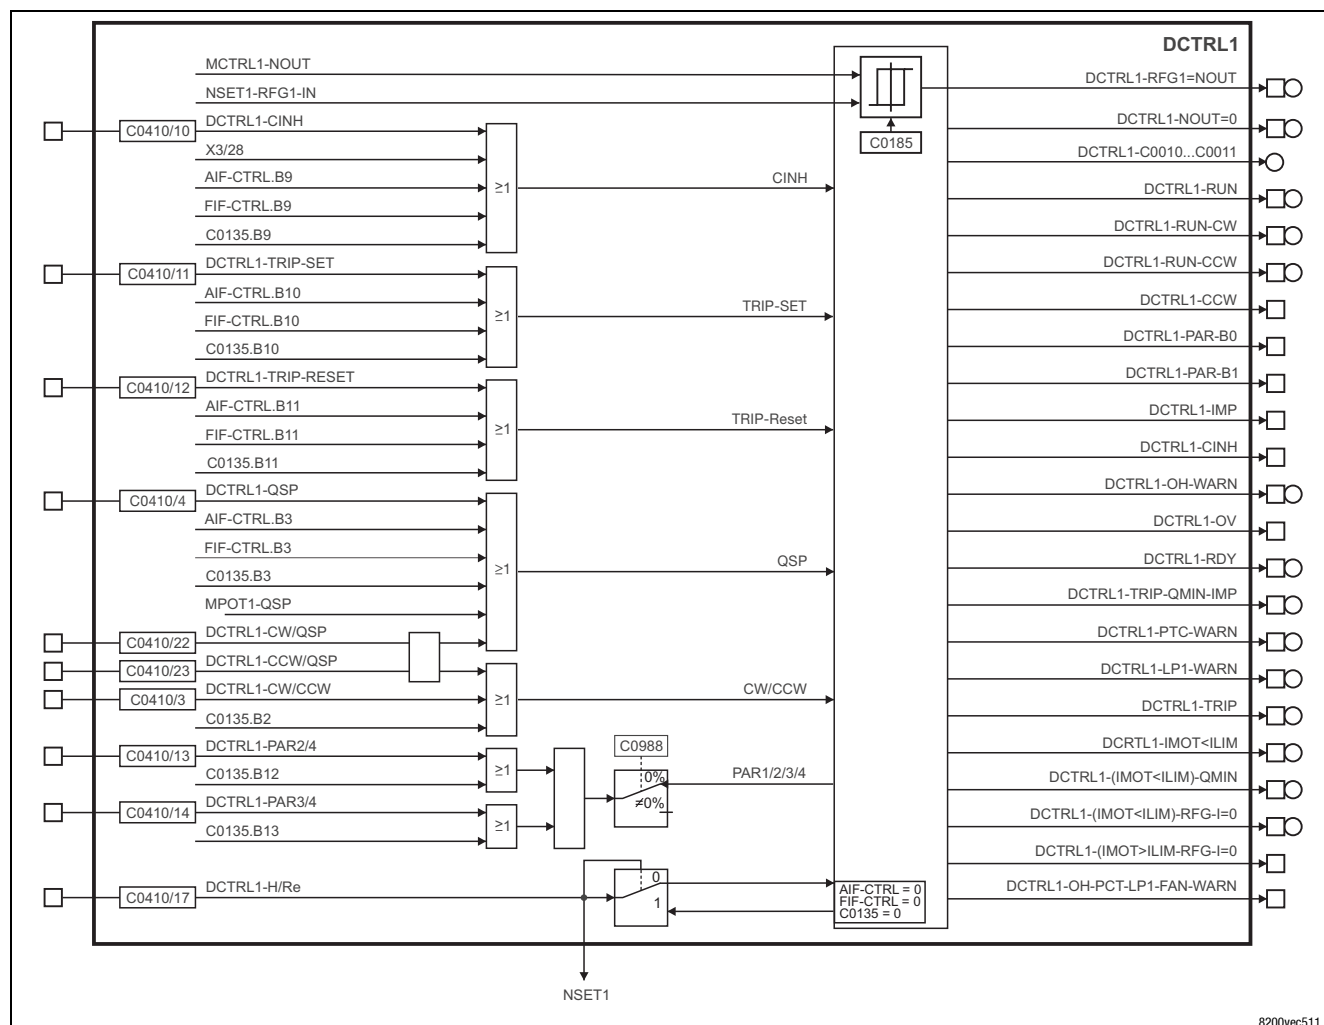 DCTRL1
MCTRL1-NOUT
NSET1-RFG1-IN
C0185
C0410/10
DCTRL1-CINH
X3/28
AIF-CTRL.B9
FIF-CTRL.B9
C0135.B9
≥1
CINH
C0410/11
DCTRL1-TRIP-SET
AIF-CTRL.B10
FIF-CTRL.B10
C0135.B10
≥1
TRIP-SET
C0410/12
DCTRL1-TRIP-RESET
AIF-CTRL.B11
FIF-CTRL.B11
C0135.B11
≥1
TRIP-Reset
C0410/4
DCTRL1-QSP
AIF-CTRL.B3
FIF-CTRL.B3
C0135.B3
MPOT1-QSP
≥1
QSP
C0410/22
DCTRL1-CW/QSP
C0410/23
DCTRL1-CCW/QSP
C0410/3
DCTRL1-CW/CCW
C0135.B2
≥1
CW/CCW
C0410/13
DCTRL1-PAR2/4
C0135.B12
≥1
C0410/14
DCTRL1-PAR3/4
C0135.B13
≥1
C0988
0%
≠0%
PAR1/2/3/4
C0410/17
DCTRL1-H/Re
0
1
AIF-CTRL = 0
FIF-CTRL = 0
C0135 = 0
NSET1
DCTRL1-RFG1=NOUT
DCTRL1-NOUT=0
DCTRL1-C0010...C0011
DCTRL1-RUN
DCTRL1-RUN-CW
DCTRL1-RUN-CCW
DCTRL1-CCW
DCTRL1-PAR-B0
DCTRL1-PAR-B1
DCTRL1-IMP
DCTRL1-CINH
DCTRL1-OH-WARN
DCTRL1-OV
DCTRL1-RDY
DCTRL1-TRIP-QMIN-IMP
DCTRL1-PTC-WARN
DCTRL1-LP1-WARN
DCTRL1-TRIP
DCRTL1-IMOT<ILIM
DCTRL1-(IMOT<ILIM)-QMIN
DCTRL1-(IMOT<ILIM)-RFG-I=0
DCTRL1-(IMOT>ILIM-RFG-I=0
DCTRL1-OH-PCT-LP1-FAN-WARN
8200vec511